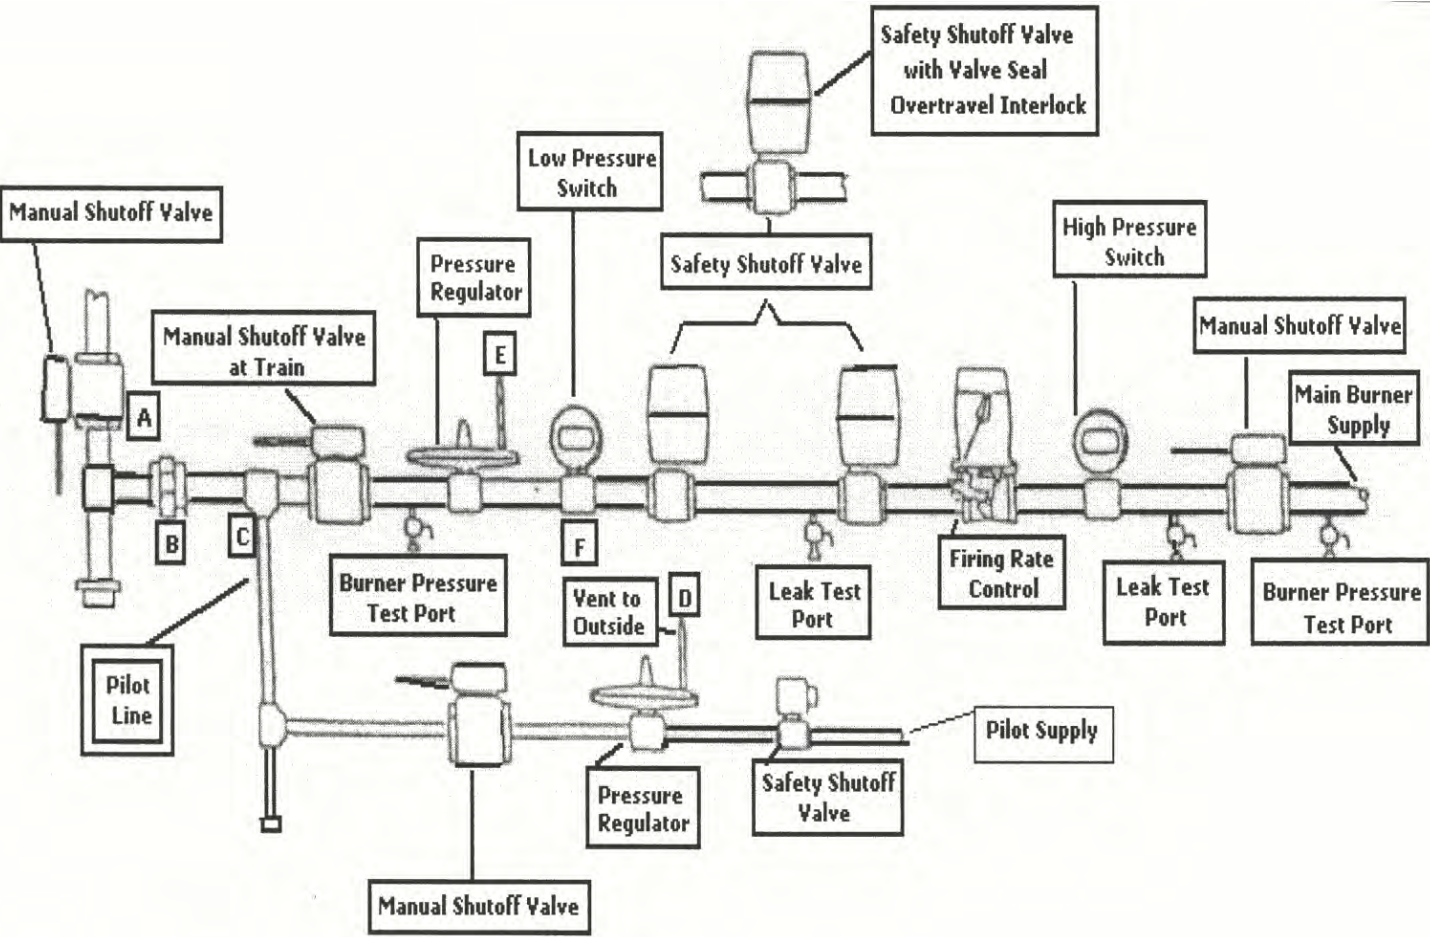 Safety Shutoff Valve
with Valve Seal
Overtravel Interlock
Low Pressure
Switch
Manual Shutoff Valve
High Pressure
Switch
Pressure
Regulator
Safety Shutoff Valve
Manual Shutoff Valve
at Train
Manual Shutoff Valve
E
Main Burner
Supply
A
B
C
F
Burner Pressure
Test Port
Vent to
Outside
D
Leak Test
Port
Firing Rate
Control
Leak Test
Port
Burner Pressure
Test Port
Pilot
Line
Pilot Supply
Pressure
Regulator
Safety Shutoff
Valve
Manual Shutoff Valve